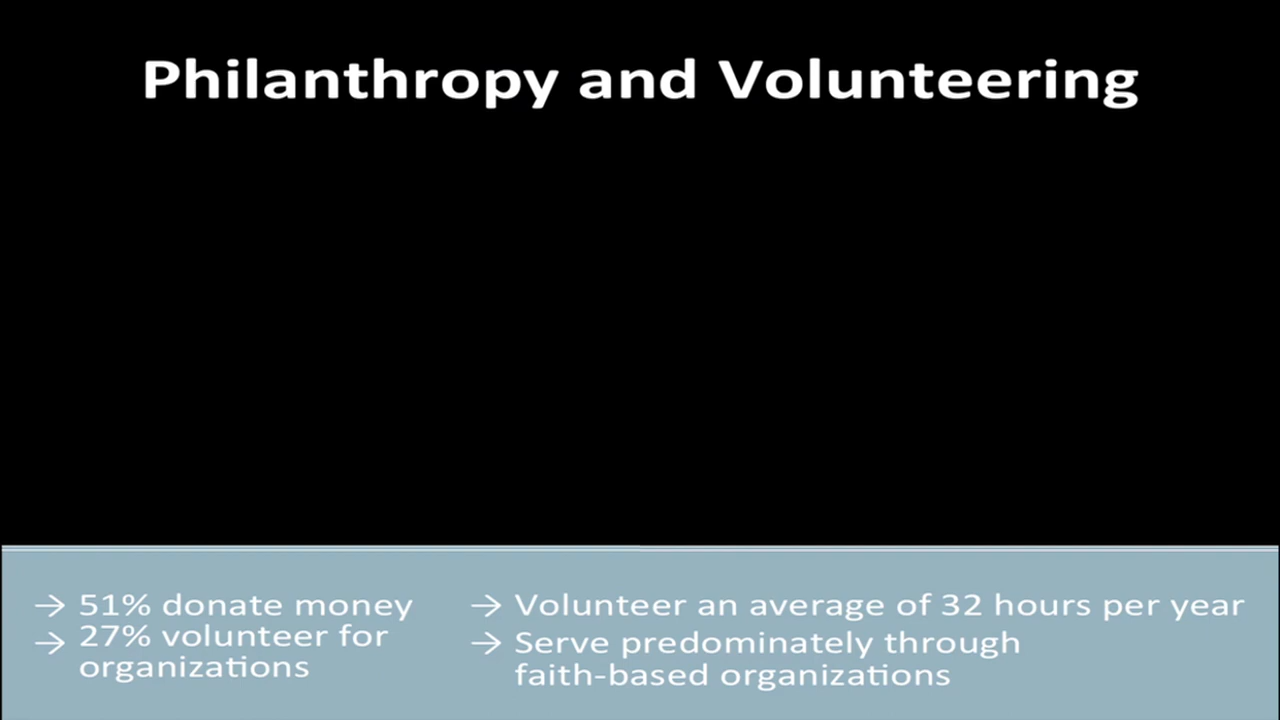 Philanthropy and Volunteering
→ 51% donate money
→ 27% volunteer for
organizations
→ Volunteer an average of 32 hours per year
→ Serve predominately through
faith-based organizations